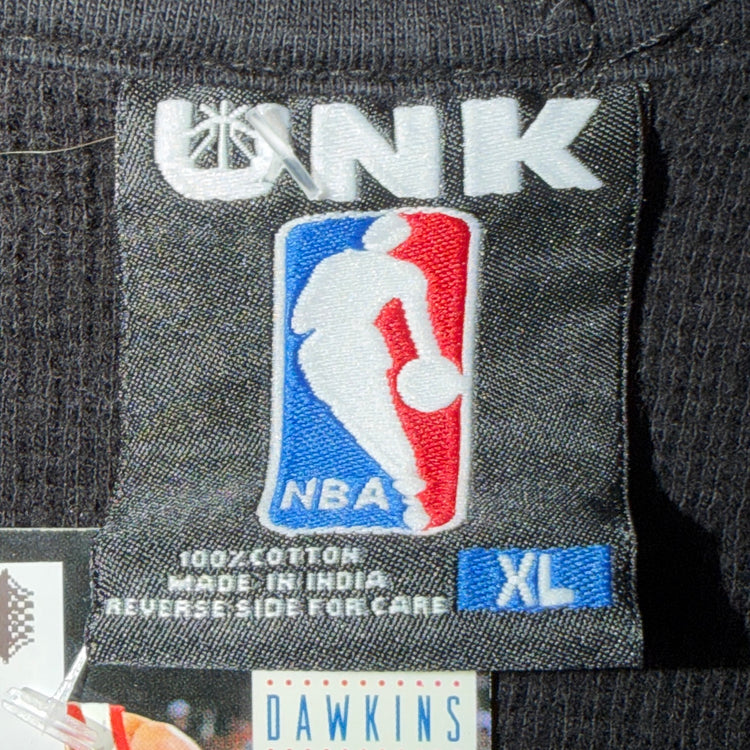 UNK
NBA
100% COTTON
MADE IN INDIA
REVERSE SIDE FOR CARE
XL
DAWKINS